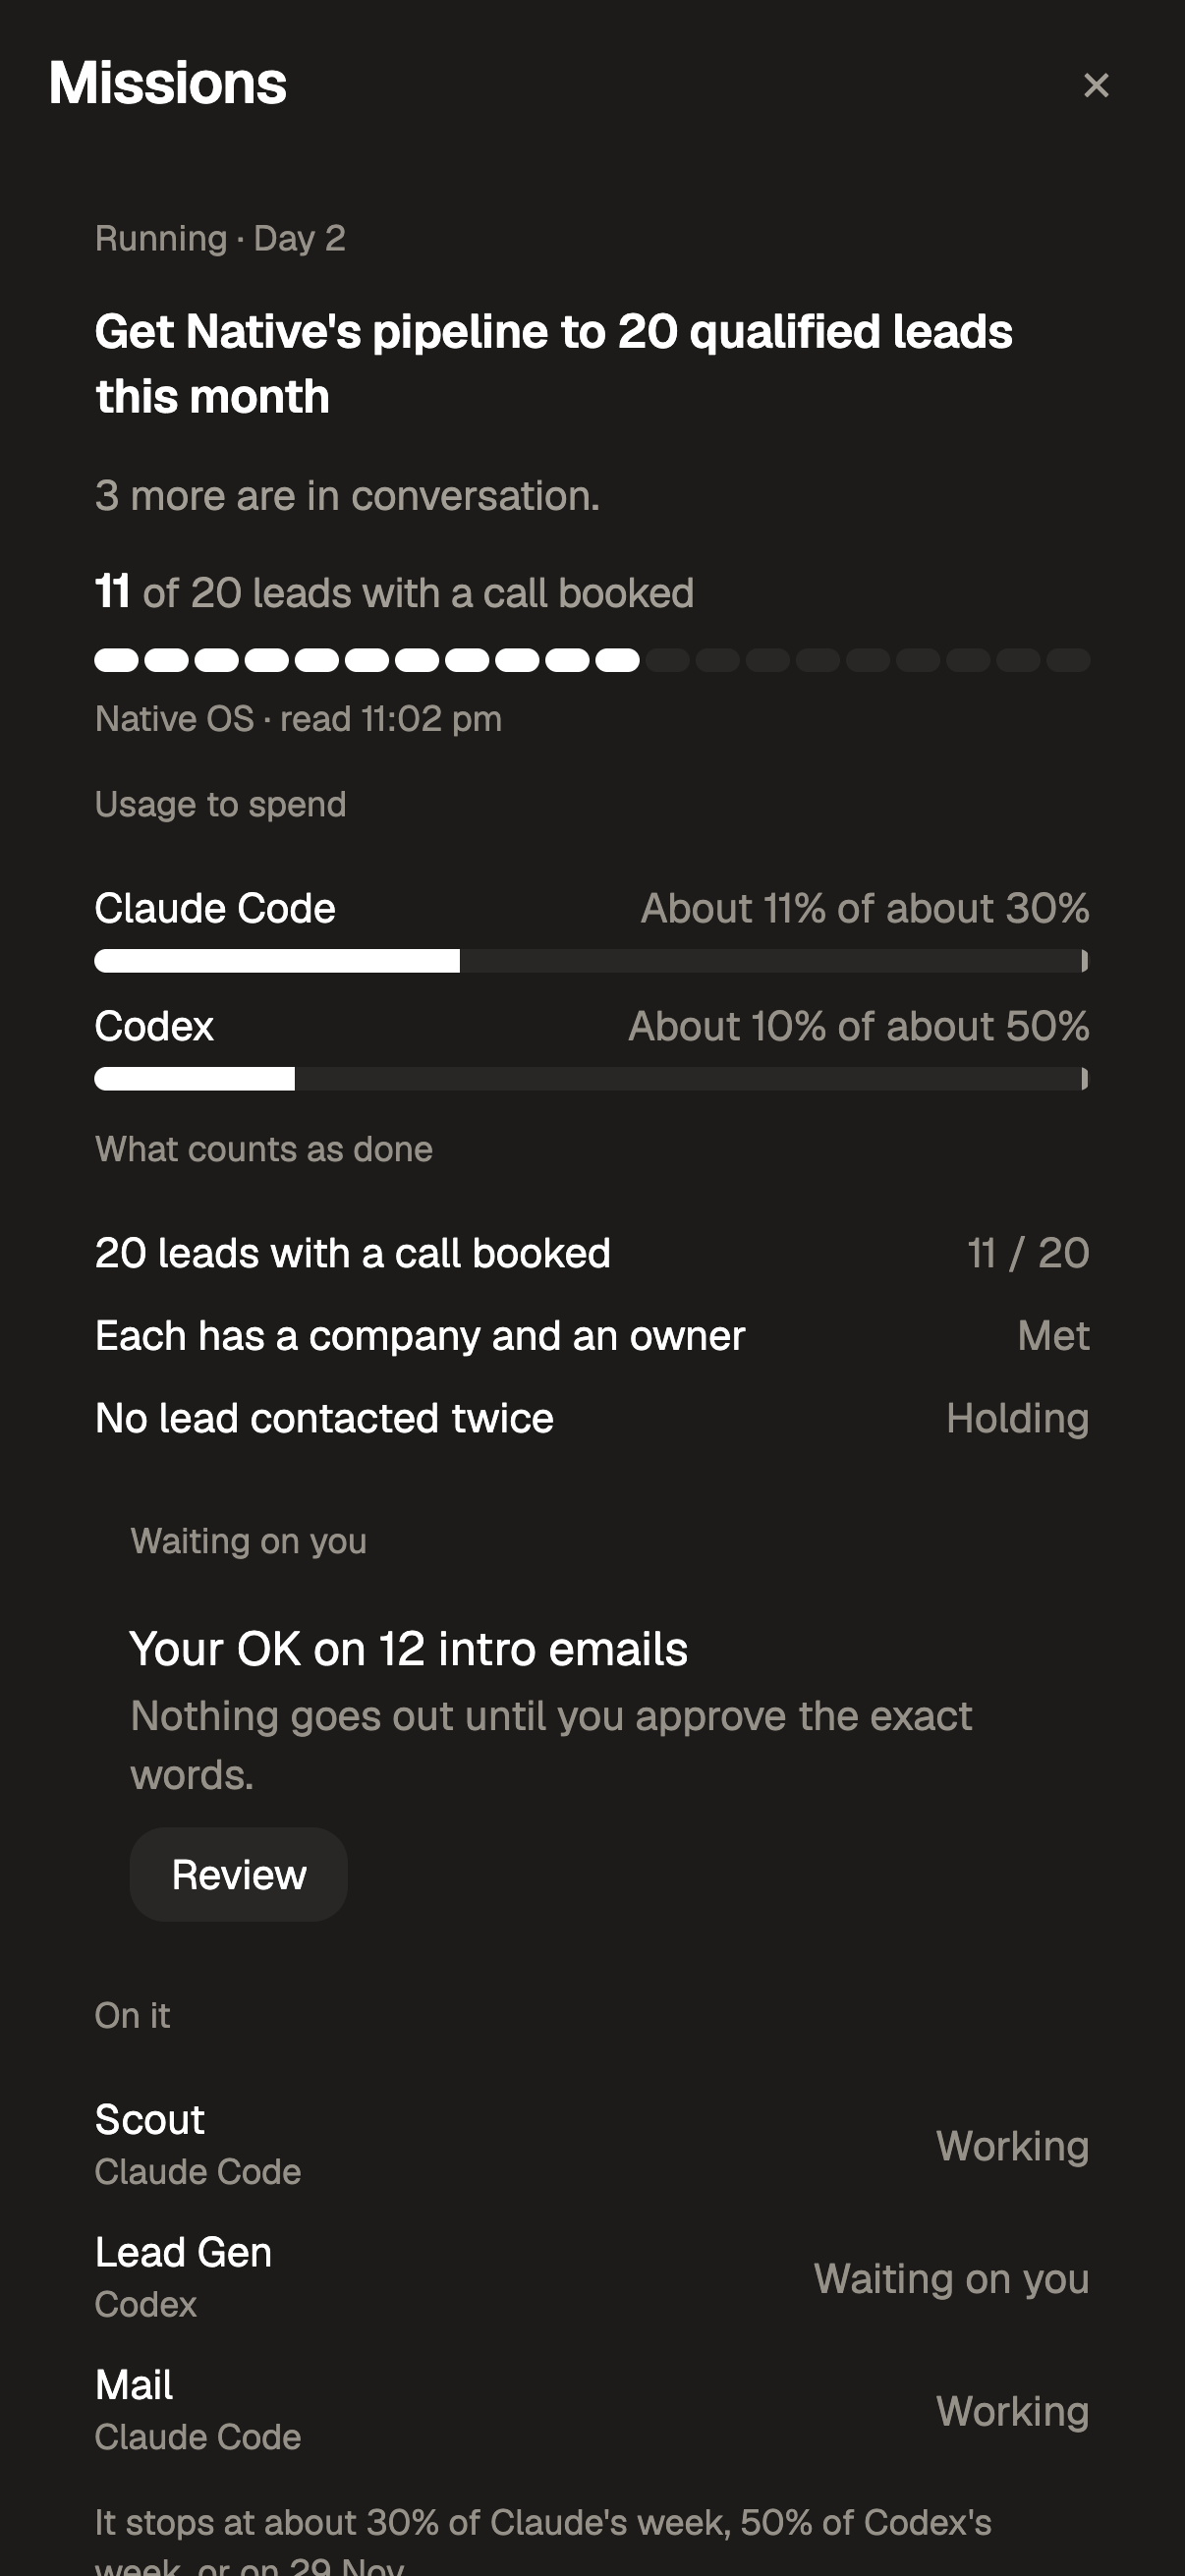 Missions
Running · Day 2
Get Native's pipeline to 20 qualified leads
this month
3 more are in conversation.
11 of 20 leads with a call booked
Native OS · read 11:02 pm
Usage to spend
Claude Code About 11% of about 30%
Codex About 10% of about 50%
What counts as done
20 leads with a call booked 11 / 20
Each has a company and an owner Met
No lead contacted twice Holding
Waiting on you
Your OK on 12 intro emails
Nothing goes out until you approve the exact
words.
Review
On it
Scout
Claude Code
Working
Lead Gen
Codex
Waiting on you
Mail
Claude Code
Working
It stops at about 30% of Claude's week, 50% of Codex's
week, or on 29 Nov